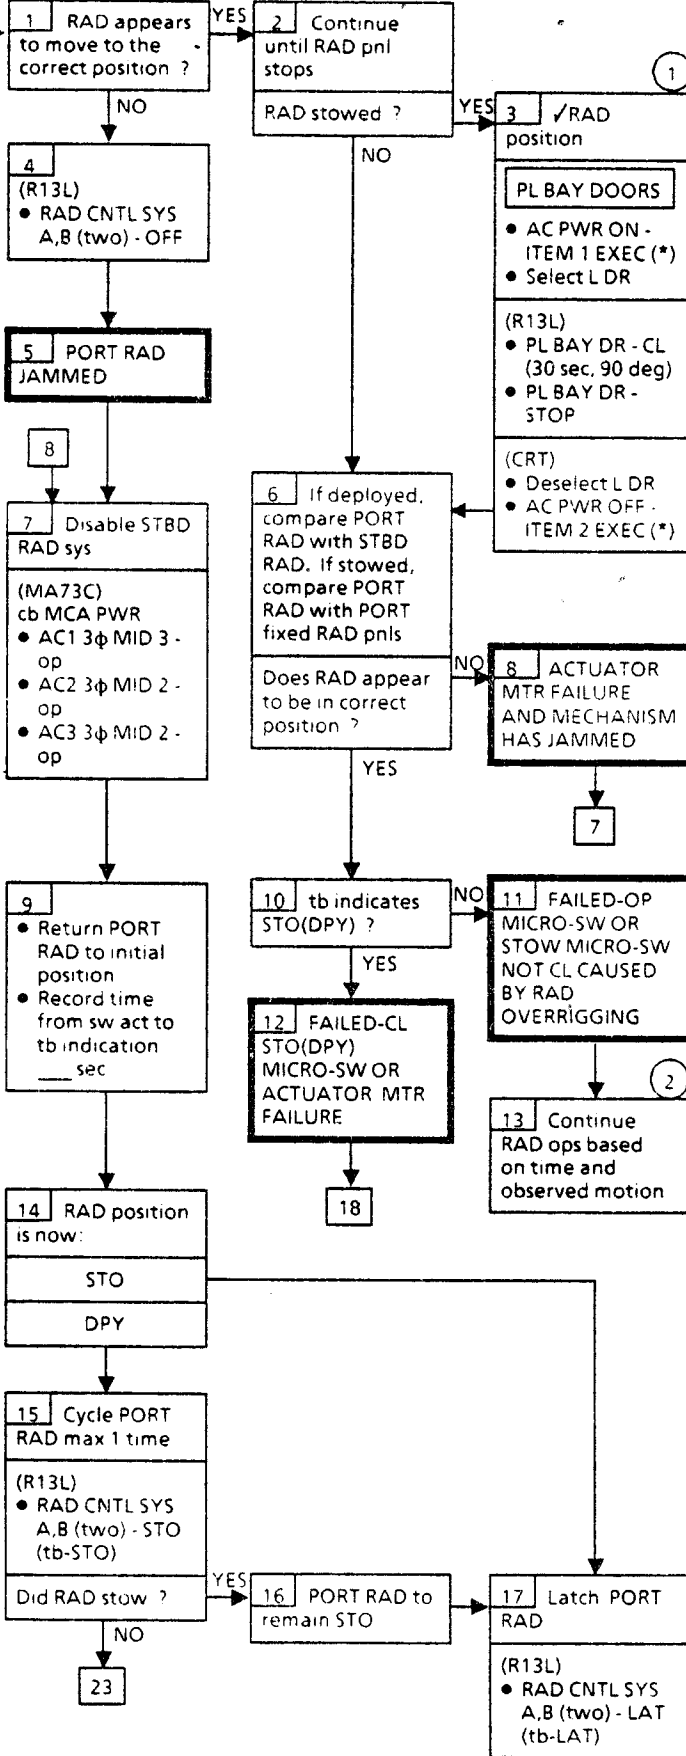 1 RAD appears
to move to the
correct position ?
YES
NO
2 Continue
until RAD pnl
stops
RAD stowed ?
YES
NO
1
3 ✓RAD
position
PL BAY DOORS
● AC PWR ON -
ITEM 1 EXEC (*)
● Select L DR
(R13L)
● PL BAY DR - CL
(30 sec, 90 deg)
● PL BAY DR -
STOP
(CRT)
● Deselect L DR
● AC PWR OFF -
ITEM 2 EXEC (*)
4
(R13L)
● RAD CNTL SYS
A,B (two) - OFF
5 PORT RAD
JAMMED
8
6 If deployed,
compare PORT
RAD with STBD
RAD. If stowed,
compare PORT
RAD with PORT
fixed RAD pnls
Does RAD appear
to be in correct
position ?
NO
YES
7 Disable STBD
RAD sys
(MA73C)
cb MCA PWR
● AC1 3ϕ MID 3 -
op
● AC2 3ϕ MID 2 -
op
● AC3 3ϕ MID 2 -
op
8 ACTUATOR
MTR FAILURE
AND MECHANISM
HAS JAMMED
7
9
● Return PORT
RAD to initial
position
● Record time
from sw act to
tb indication
___ sec
10 tb indicates
STO(DPY) ?
NO
YES
11 FAILED-OP
MICRO-SW OR
STOW MICRO-SW
NOT CL CAUSED
BY RAD
OVERRIGGING
12 FAILED-CL
STO(DPY)
MICRO-SW OR
ACTUATOR MTR
FAILURE
18
2
13 Continue
RAD ops based
on time and
observed motion
14 RAD position
is now:
STO
DPY
15 Cycle PORT
RAD max 1 time
(R13L)
● RAD CNTL SYS
A,B (two) - STO
(tb-STO)
Did RAD stow ?
YES
NO
23
16 PORT RAD to
remain STO
17 Latch PORT
RAD
(R13L)
● RAD CNTL SYS
A,B (two) - LAT
(tb-LAT)